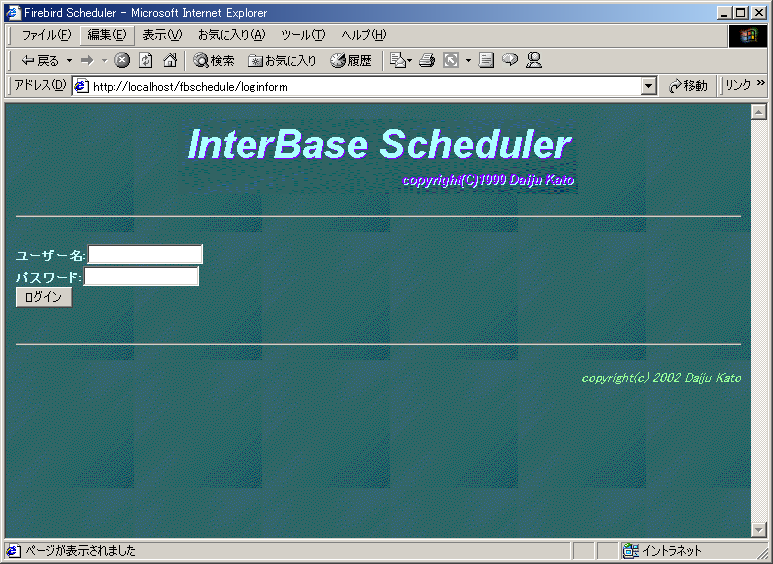 Firebird Scheduler - Microsoft Internet Explorer
ファイル(F) 編集(E) 表示(V) お気に入り(A) ツール(T) ヘルプ(H)
戻る 検索 お気に入り 履歴
アドレス(D) http://localhost/fbschedule/loginform 移動 リンク »
InterBase Scheduler
copyright(C)1999 Daiju Kato
ユーザー名:
パスワード:
ログイン
copyright(c) 2002 Daiju Kato
ページが表示されました イントラネット